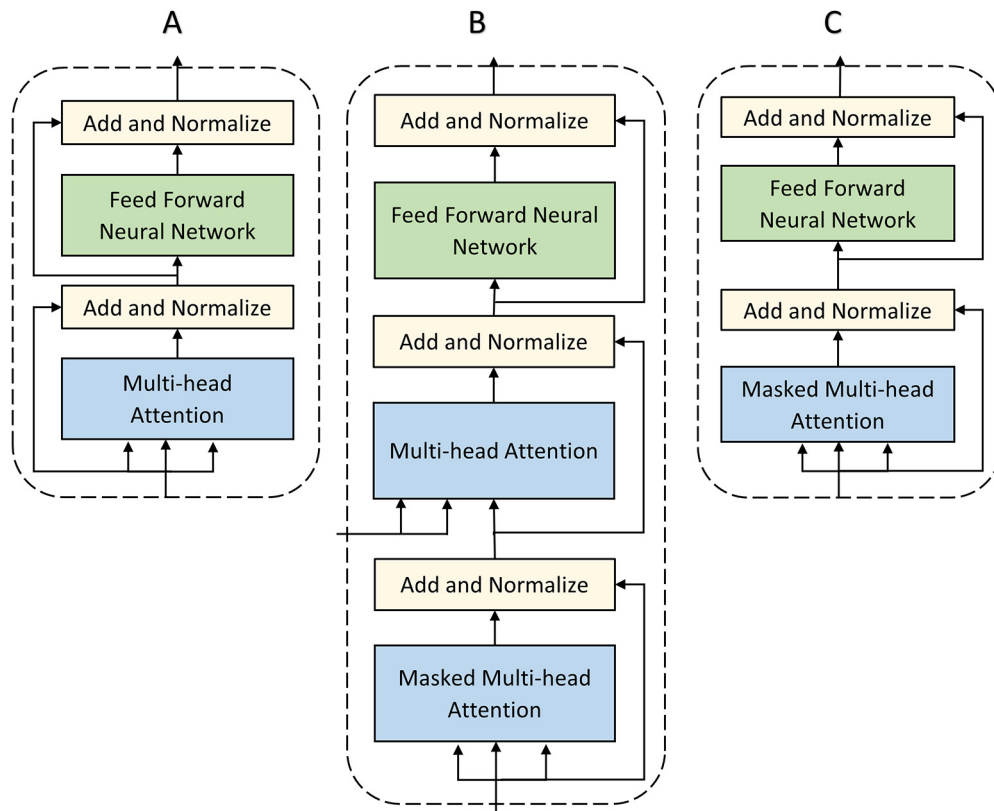 A
Add and Normalize
Feed Forward
Neural Network
Add and Normalize
Multi-head
Attention
B
Add and Normalize
Feed Forward Neural
Network
Add and Normalize
Multi-head Attention
Add and Normalize
Masked Multi-head
Attention
C
Add and Normalize
Feed Forward
Neural Network
Add and Normalize
Masked Multi-head
Attention